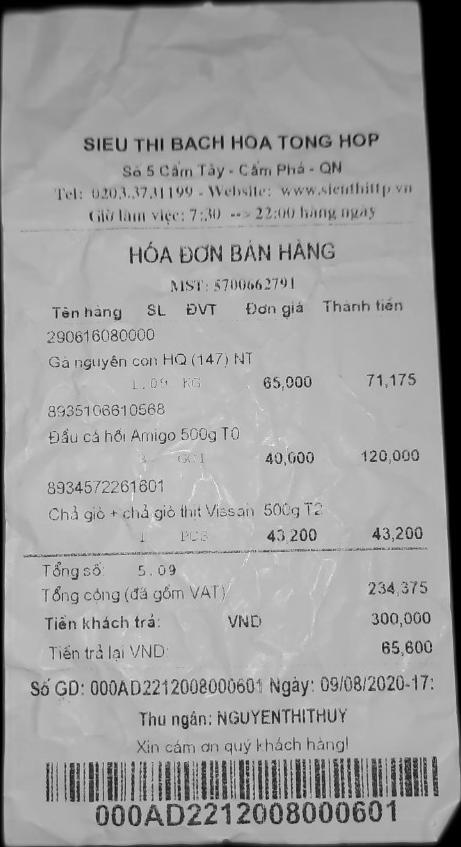 SIEU THI BACH HOA TONG HOP
Số 5 Cẩm Tây - Cẩm Phả - QN
Tel: 0203.3731199 - Website: www.sieuthittp.vn
Giờ làm việc: 7:30 --> 22:00 hàng ngày
HÓA ĐƠN BÁN HÀNG
MST: 5700662791
Tên hàng SL ĐVT Đơn giá Thành tiền
290616080000
Gà nguyên con HQ (147) NT
1.09 KG 65,000 71,175
8935106610568
Đầu cá hồi Amigo 500g T0
3 GOI 40,000 120,000
8934572261601
Chả giò + chả giò thịt Vissan 500g T2
1 PCS 43,200 43,200
Tổng số: 5.09
Tổng cộng (đã gồm VAT) 234,375
Tiền khách trả: VND 300,000
Tiền trả lại VND: 65,600
Số GD: 000AD2212008000601 Ngày: 09/08/2020-17:
Thu ngân: NGUYENTHITHUY
Xin cám ơn quý khách hàng!
000AD2212008000601